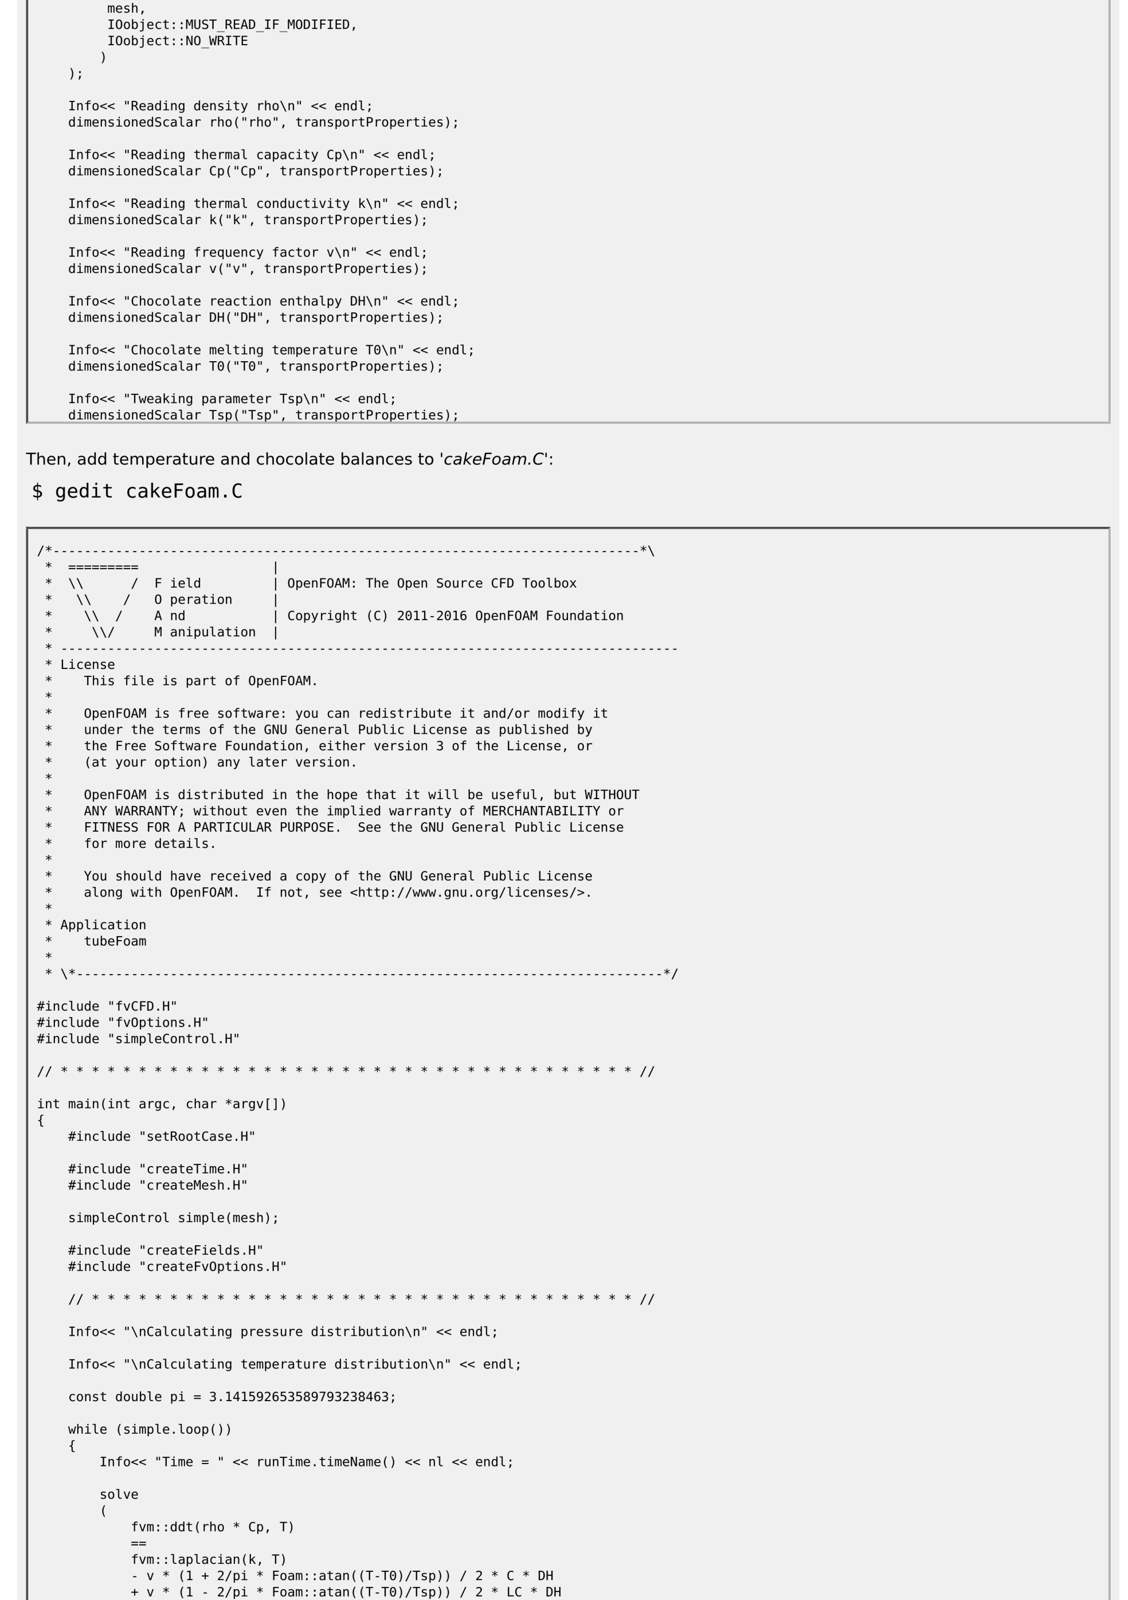 mesh,
         IOobject::MUST_READ_IF_MODIFIED,
         IOobject::NO_WRITE
        )
    );

    Info<< "Reading density rho\n" << endl;
    dimensionedScalar rho("rho", transportProperties);

    Info<< "Reading thermal capacity Cp\n" << endl;
    dimensionedScalar Cp("Cp", transportProperties);

    Info<< "Reading thermal conductivity k\n" << endl;
    dimensionedScalar k("k", transportProperties);

    Info<< "Reading frequency factor v\n" << endl;
    dimensionedScalar v("v", transportProperties);

    Info<< "Chocolate reaction enthalpy DH\n" << endl;
    dimensionedScalar DH("DH", transportProperties);

    Info<< "Chocolate melting temperature T0\n" << endl;
    dimensionedScalar T0("T0", transportProperties);

    Info<< "Tweaking parameter Tsp\n" << endl;
    dimensionedScalar Tsp("Tsp", transportProperties);

Then, add temperature and chocolate balances to 'cakeFoam.C':
$ gedit cakeFoam.C

/*---------------------------------------------------------------------------*\
 *  =========                 |
 *  \\      /  F ield         | OpenFOAM: The Open Source CFD Toolbox
 *   \\    /   O peration     |
 *    \\  /    A nd           | Copyright (C) 2011-2016 OpenFOAM Foundation
 *     \\/     M anipulation  |
 * -------------------------------------------------------------------------------
 * License
 *    This file is part of OpenFOAM.
 *
 *    OpenFOAM is free software: you can redistribute it and/or modify it
 *    under the terms of the GNU General Public License as published by
 *    the Free Software Foundation, either version 3 of the License, or
 *    (at your option) any later version.
 *
 *    OpenFOAM is distributed in the hope that it will be useful, but WITHOUT
 *    ANY WARRANTY; without even the implied warranty of MERCHANTABILITY or
 *    FITNESS FOR A PARTICULAR PURPOSE.  See the GNU General Public License
 *    for more details.
 *
 *    You should have received a copy of the GNU General Public License
 *    along with OpenFOAM.  If not, see <http://www.gnu.org/licenses/>.
 *
 * Application
 *    tubeFoam
 *
 * \*---------------------------------------------------------------------------*/

#include "fvCFD.H"
#include "fvOptions.H"
#include "simpleControl.H"

// * * * * * * * * * * * * * * * * * * * * * * * * * * * * * * * * * * * * * //

int main(int argc, char *argv[])
{
    #include "setRootCase.H"

    #include "createTime.H"
    #include "createMesh.H"

    simpleControl simple(mesh);

    #include "createFields.H"
    #include "createFvOptions.H"

    // * * * * * * * * * * * * * * * * * * * * * * * * * * * * * * * * * * * //

    Info<< "\nCalculating pressure distribution\n" << endl;

    Info<< "\nCalculating temperature distribution\n" << endl;

    const double pi = 3.141592653589793238463;

    while (simple.loop())
    {
        Info<< "Time = " << runTime.timeName() << nl << endl;

        solve
        (
            fvm::ddt(rho * Cp, T)
            ==
            fvm::laplacian(k, T)
            - v * (1 + 2/pi * Foam::atan((T-T0)/Tsp)) / 2 * C * DH
            + v * (1 - 2/pi * Foam::atan((T-T0)/Tsp)) / 2 * LC * DH